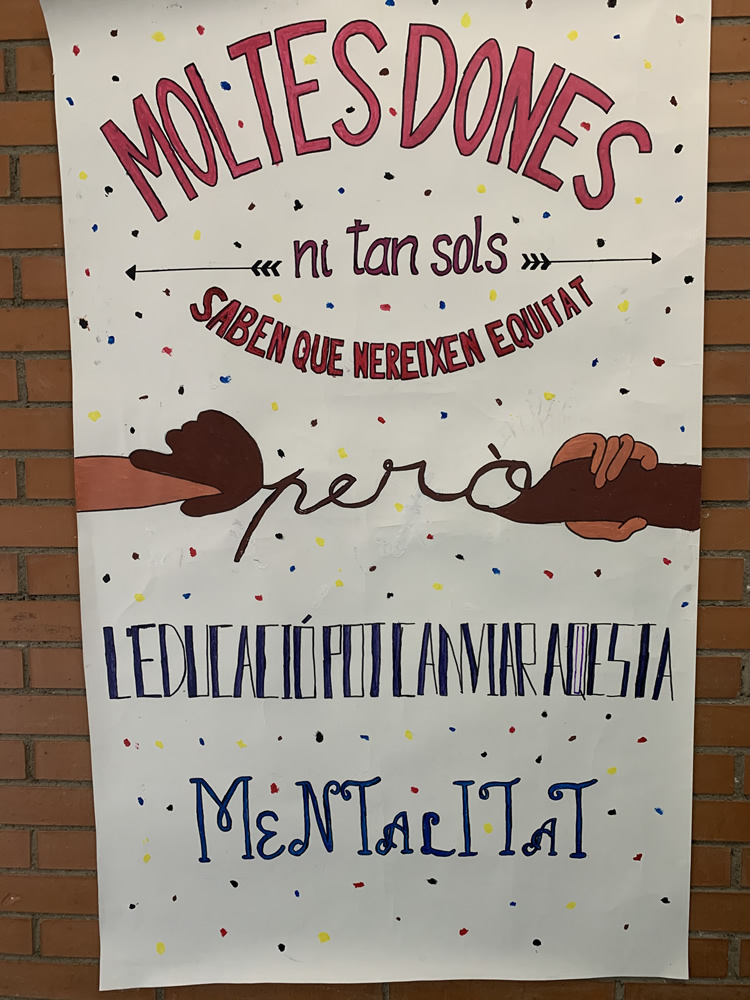 MOLTES DONES
ni tan sols
SABEN QUE MEREIXEN EQUITAT
però
L'EDUCACIÓ POT CANVIAR AQUESTA
MeNTaLITaT